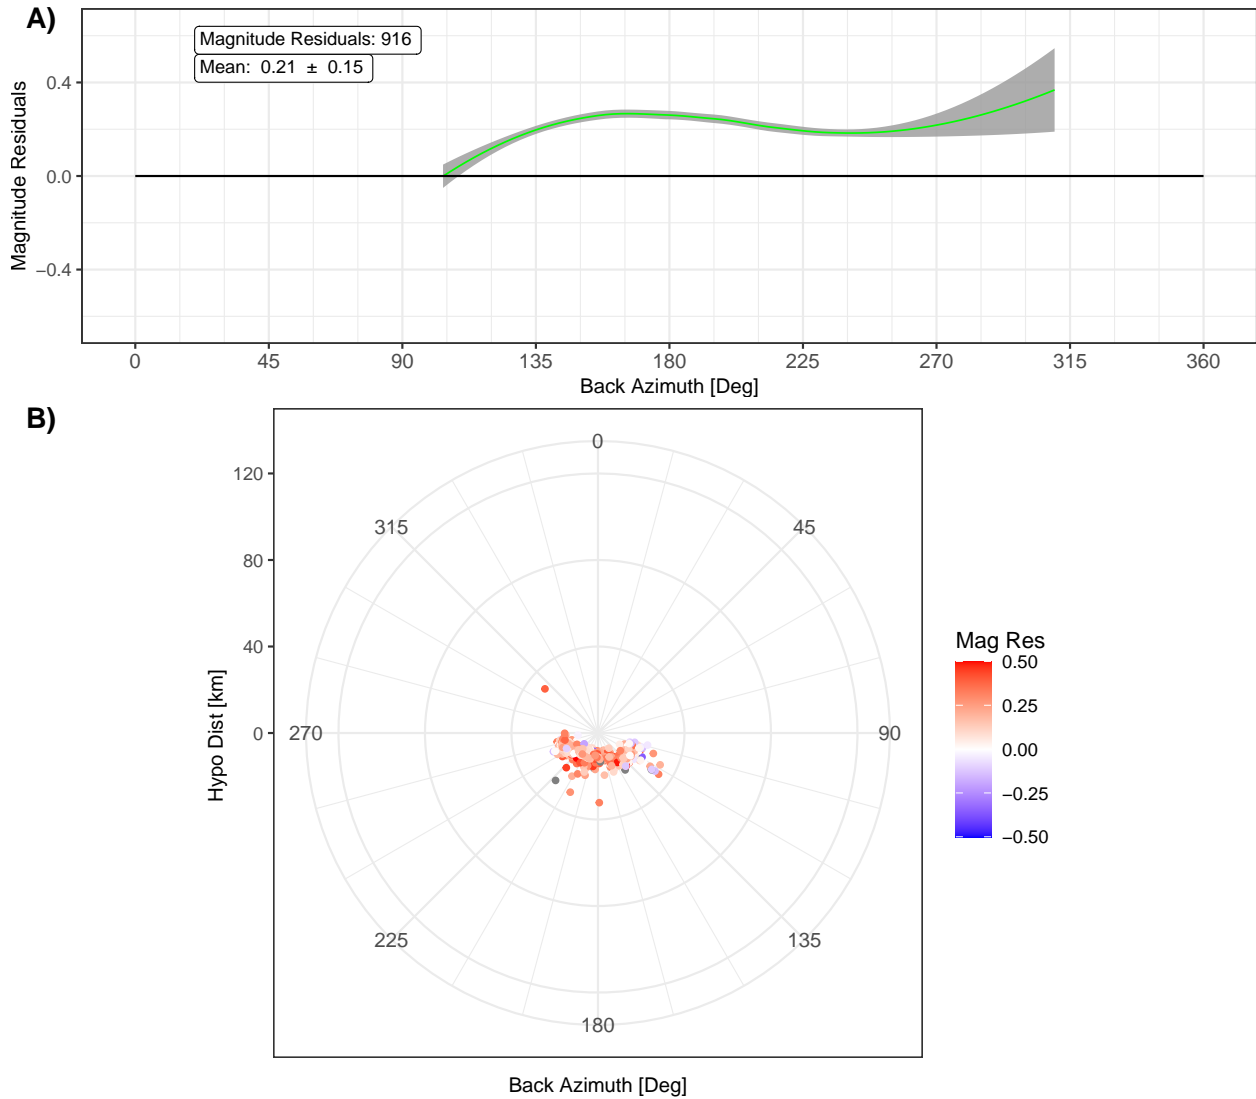 A)
Magnitude Residuals: 916
Mean:  0.21  ±  0.15
Magnitude Residuals
0.4
0.0
−0.4
0 45 90 135 180 225 270 315 360
Back Azimuth [Deg]
B)
Hypo Dist [km]
120
80
40
0
0
45
90
135
180
225
270
315
Back Azimuth [Deg]
Mag Res
0.50
0.25
0.00
−0.25
−0.50